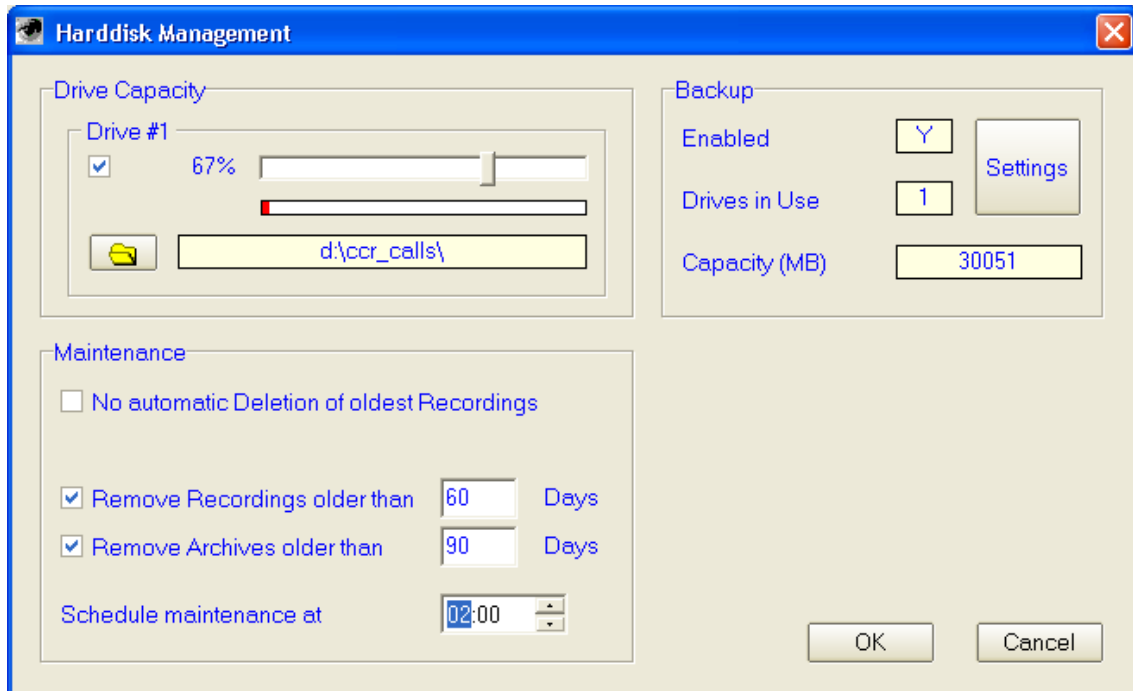 Harddisk Management
Drive Capacity
Drive #1
67%
d:\ccr_calls\
Backup
Enabled Y
Settings
Drives in Use 1
Capacity (MB) 30051
Maintenance
No automatic Deletion of oldest Recordings
Remove Recordings older than 60 Days
Remove Archives older than 90 Days
Schedule maintenance at 02:00
OK Cancel